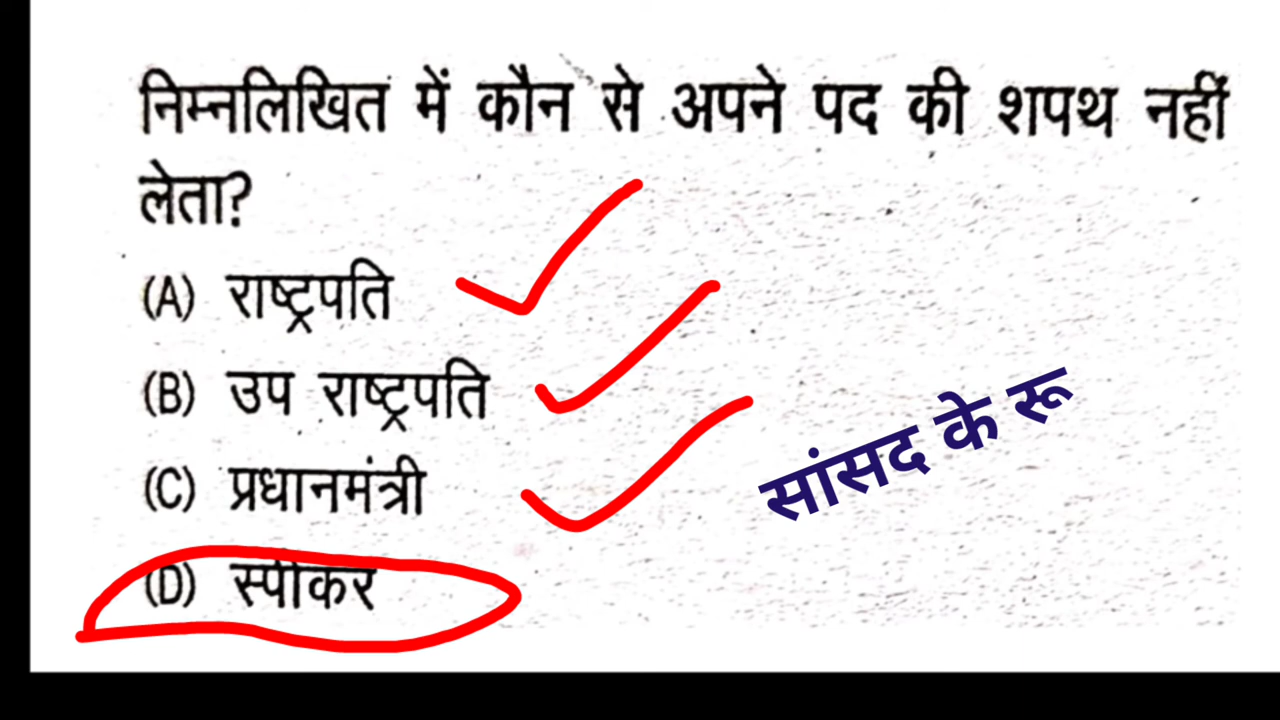 निम्नलिखित में कौन से अपने पद की शपथ नहीं
लेता?
(A) राष्ट्रपति
(B) उप राष्ट्रपति
(C) प्रधानमंत्री
(D) स्पीकर
सांसद के रू